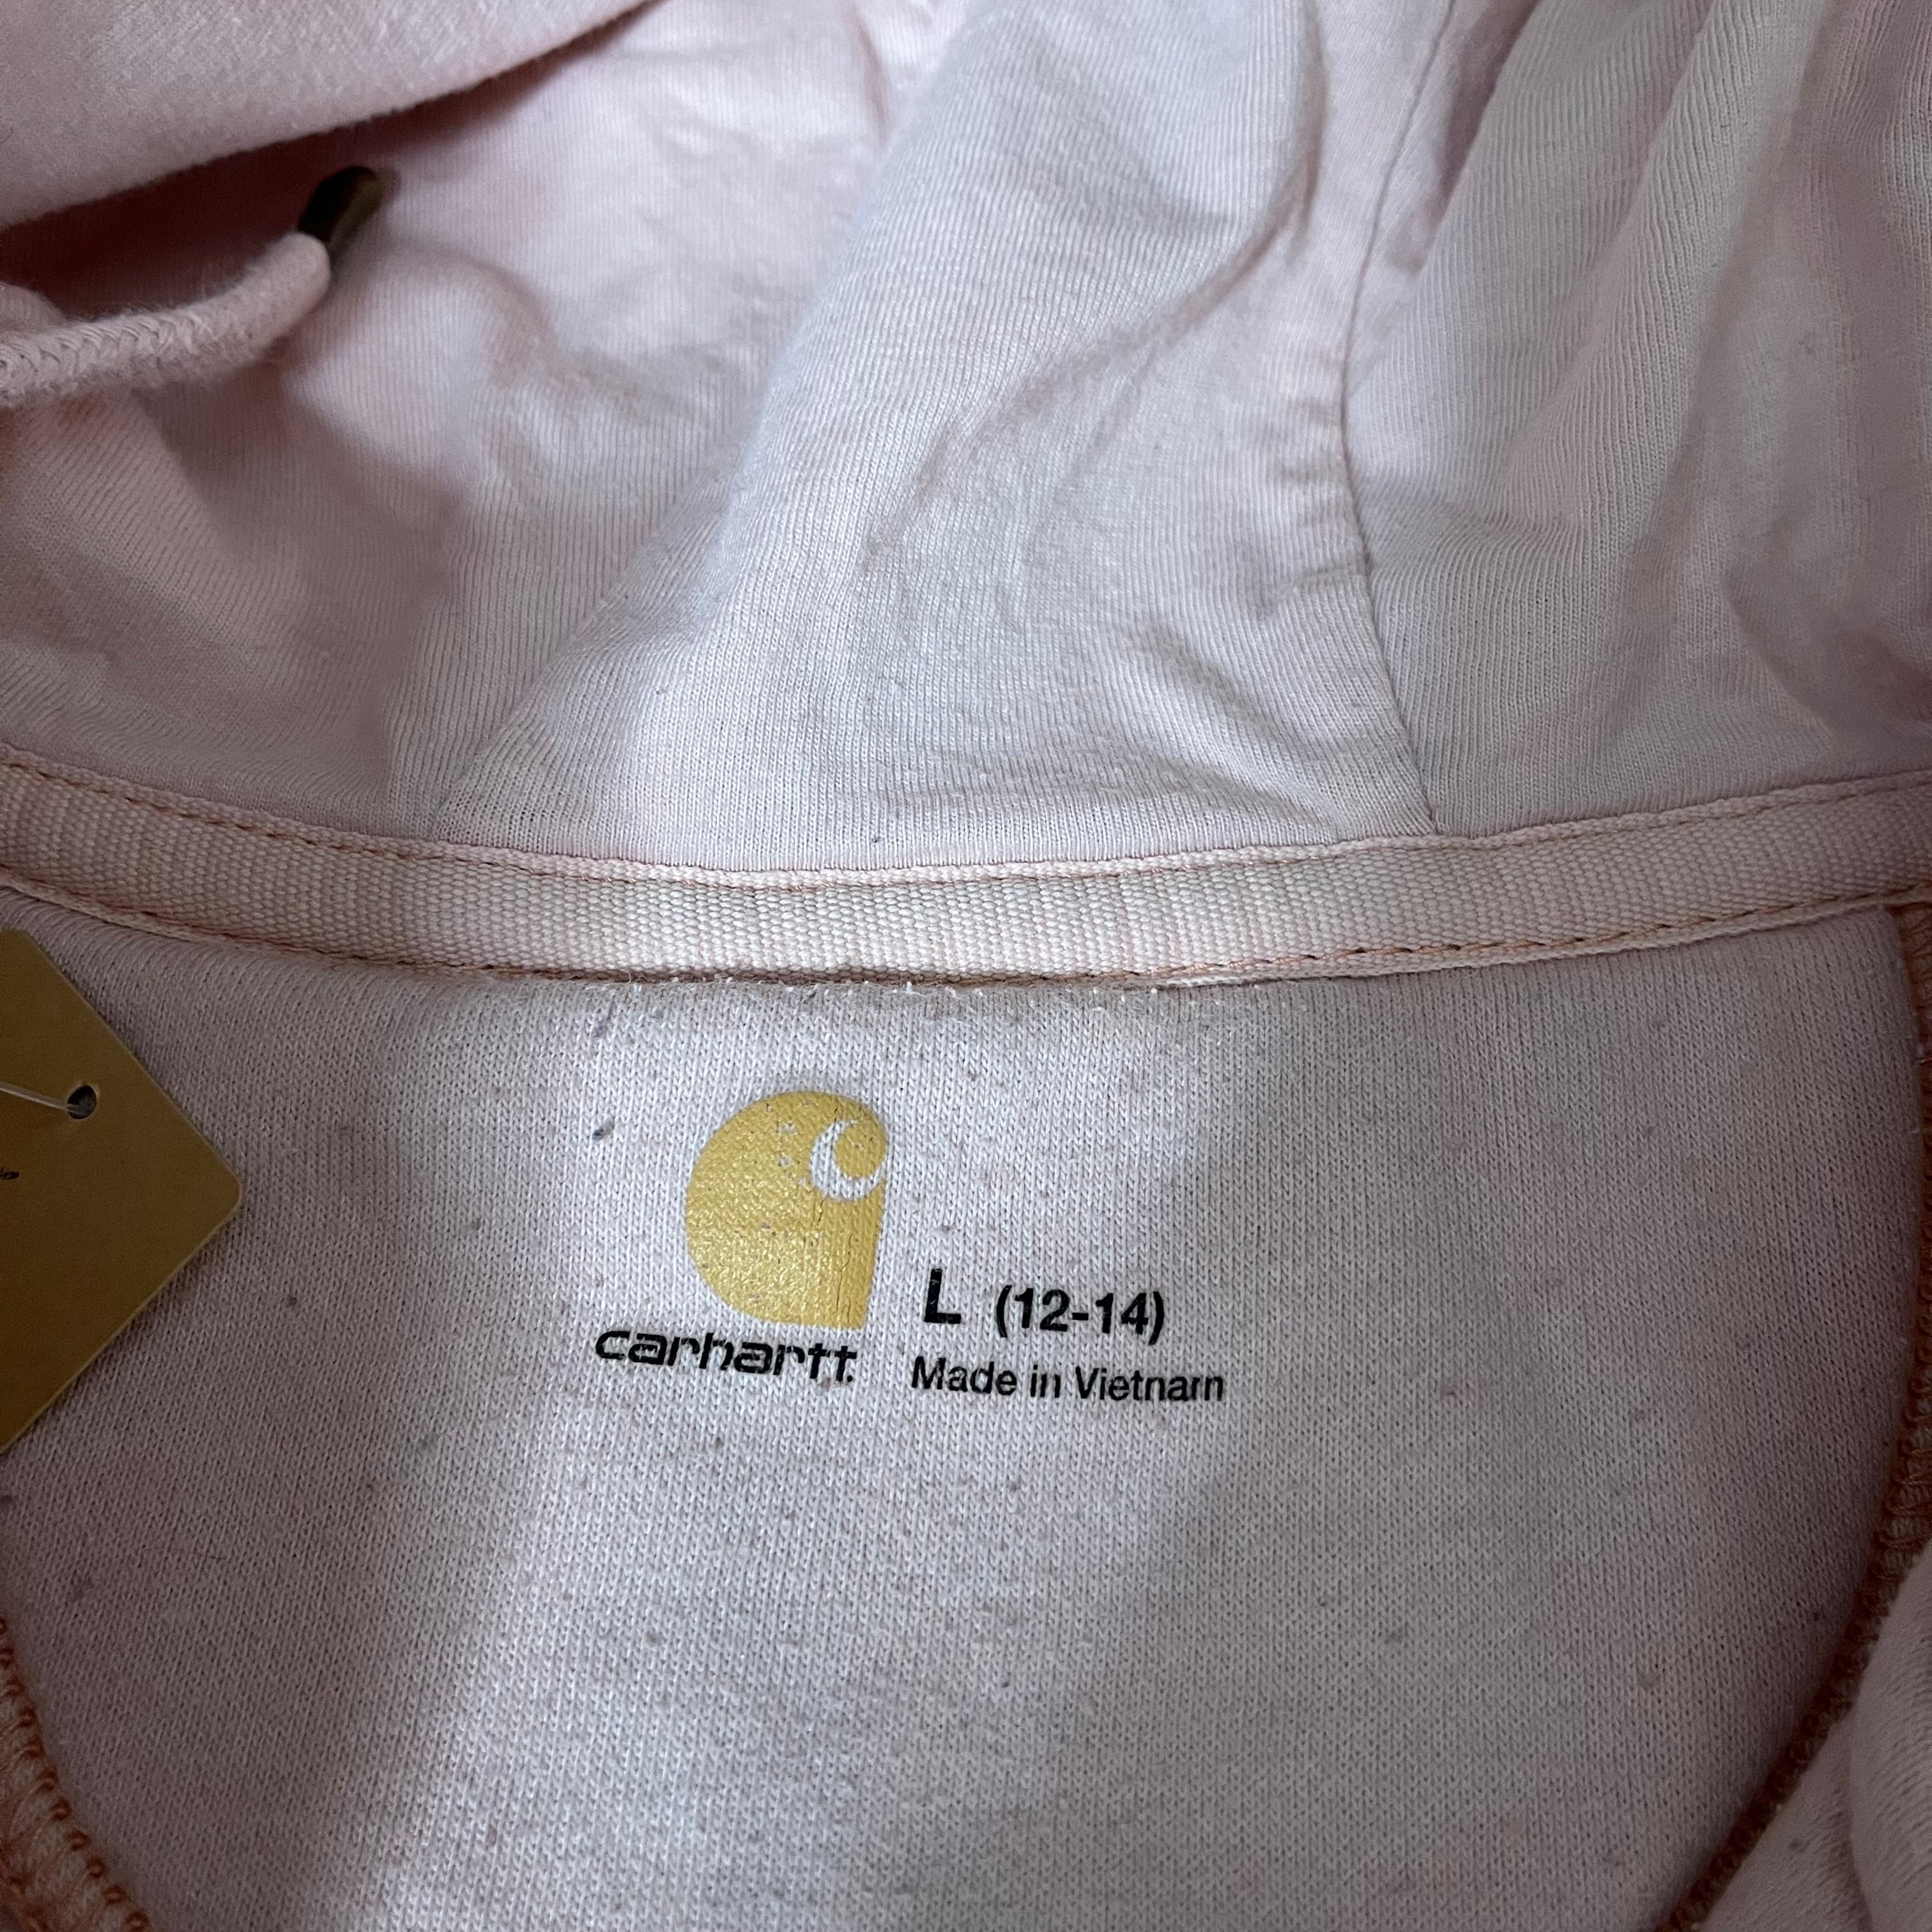 L (12-14)
carhartt
Made in Vietnam